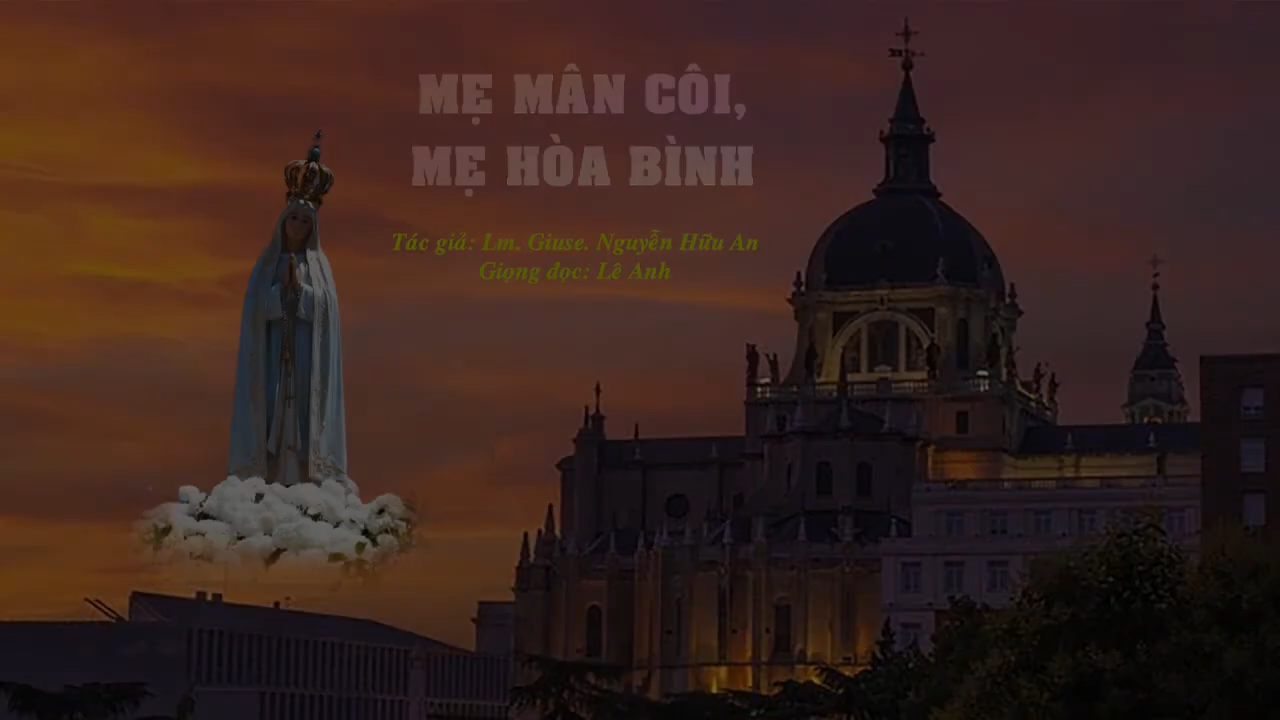 MẸ MÂN CÔI,
MẸ HÒA BÌNH
Tác giả: Lm. Giuse. Nguyễn Hữu An
Giọng đọc: Lê Anh